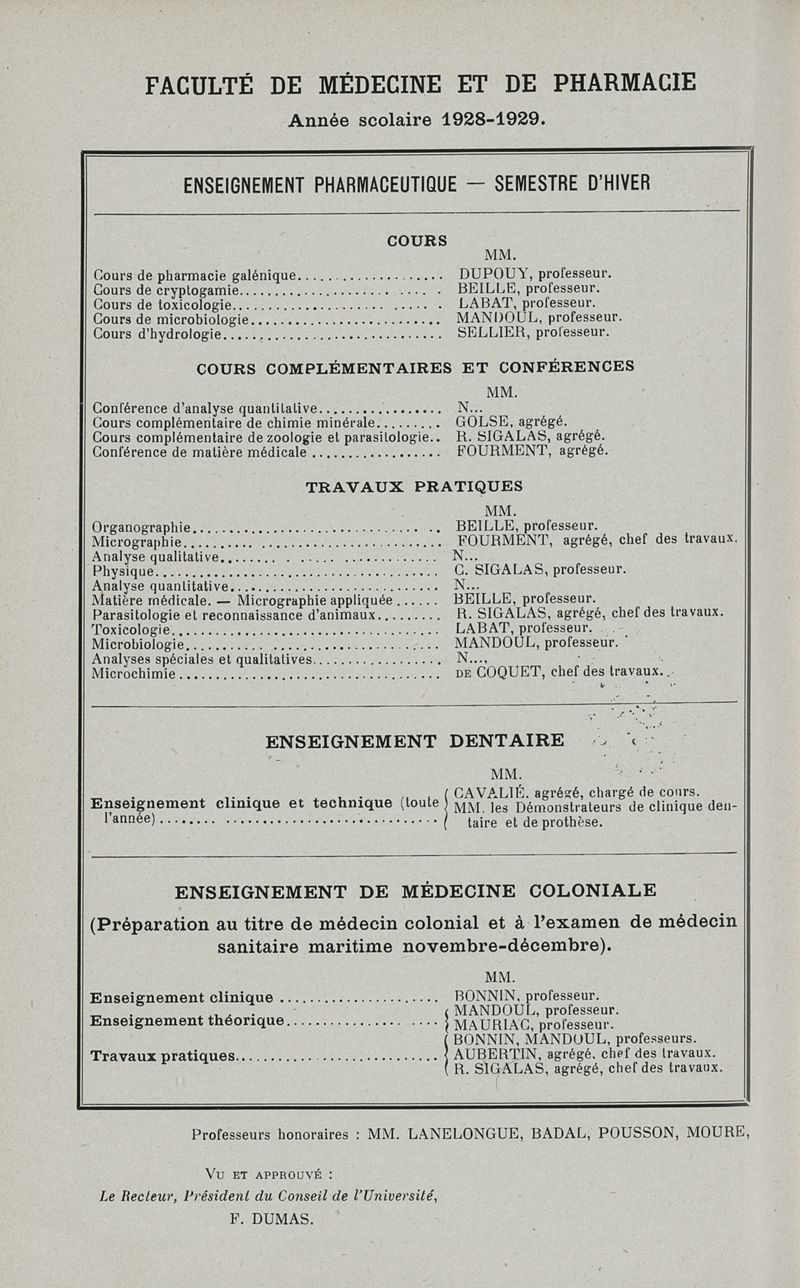 FACULTÉ DE MÉDECINE ET DE PHARMACIE
Année scolaire 1928-1929.
ENSEIGNEMENT PHARMACEUTIQUE — SEMESTRE D'HIVER
COURS
MM.
Cours de pharmacie galénique.................... DUPOUY, professeur.
Cours de cryptogamie.................... BEILLE, professeur.
Cours de toxicologie.................... LABAT, professeur.
Cours de microbiologie.................... MANDOUL, professeur.
Cours d'hydrologie.................... SELLIER, professeur.
COURS COMPLÉMENTAIRES ET CONFÉRENCES
MM.
Conférence d'analyse quantitative.................. N...
Cours complémentaire de chimie minérale......... GOLSE, agrégé.
Cours complémentaire de zoologie et parasitologie.. R. SIGALAS, agrégé.
Conférence de matière médicale .................. FOURMENT, agrégé.
TRAVAUX PRATIQUES
MM.
Organographie.................... BEILLE, professeur.
Micrographie.................... FOURMENT, agrégé, chef des travaux.
Analyse qualitative.................... N...
Physique.................... C. SIGALAS, professeur.
Analyse quantitative.................... N...
Matière médicale. — Micrographie appliquée ...... BEILLE, professeur.
Parasitologie et reconnaissance d'animaux......... R. SIGALAS, agrégé, chef des travaux.
Toxicologie.................... LABAT, professeur.
Microbiologie.................... MANDOUL, professeur.
Analyses spéciales et qualitatives.................. N....
Microchimie.................... DE COQUET, chef des travaux.
ENSEIGNEMENT DENTAIRE
MM.
CAVALIÉ, agrégé, chargé de cours.
Enseignement clinique et technique (toute MM. les Démonstrateurs de clinique den-
l'année).................... taire et de prothèse.
ENSEIGNEMENT DE MÉDECINE COLONIALE
(Préparation au titre de médecin colonial et à l'examen de médecin
sanitaire maritime novembre-décembre).
MM.
Enseignement clinique .................... BONNIN, professeur.
MANDOUL, professeur.
Enseignement théorique.................... MAURIAC, professeur.
BONNIN, MANDOUL, professeurs.
Travaux pratiques.................... AUBERTIN, agrégé, chef des travaux.
R. SIGALAS, agrégé, chef des travaux.
Professeurs honoraires : MM. LANELONGUE, BADAL, POUSSON, MOURE,
VU ET APPROUVÉ :
Le Recteur, Président du Conseil de l'Université,
F. DUMAS.